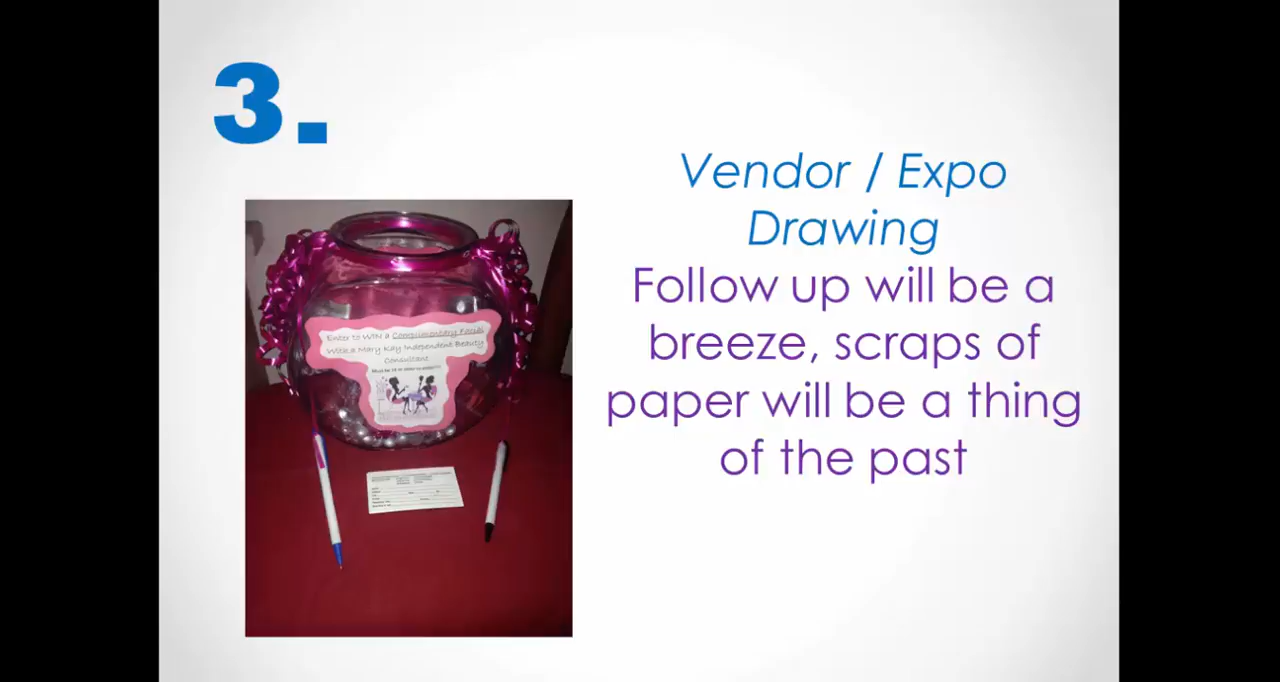 3.
Vendor / Expo
Drawing
Follow up will be a
breeze, scraps of
paper will be a thing
of the past
Enter to WIN a Complimentary Facial
With a Mary Kay Independent Beauty
Consultant